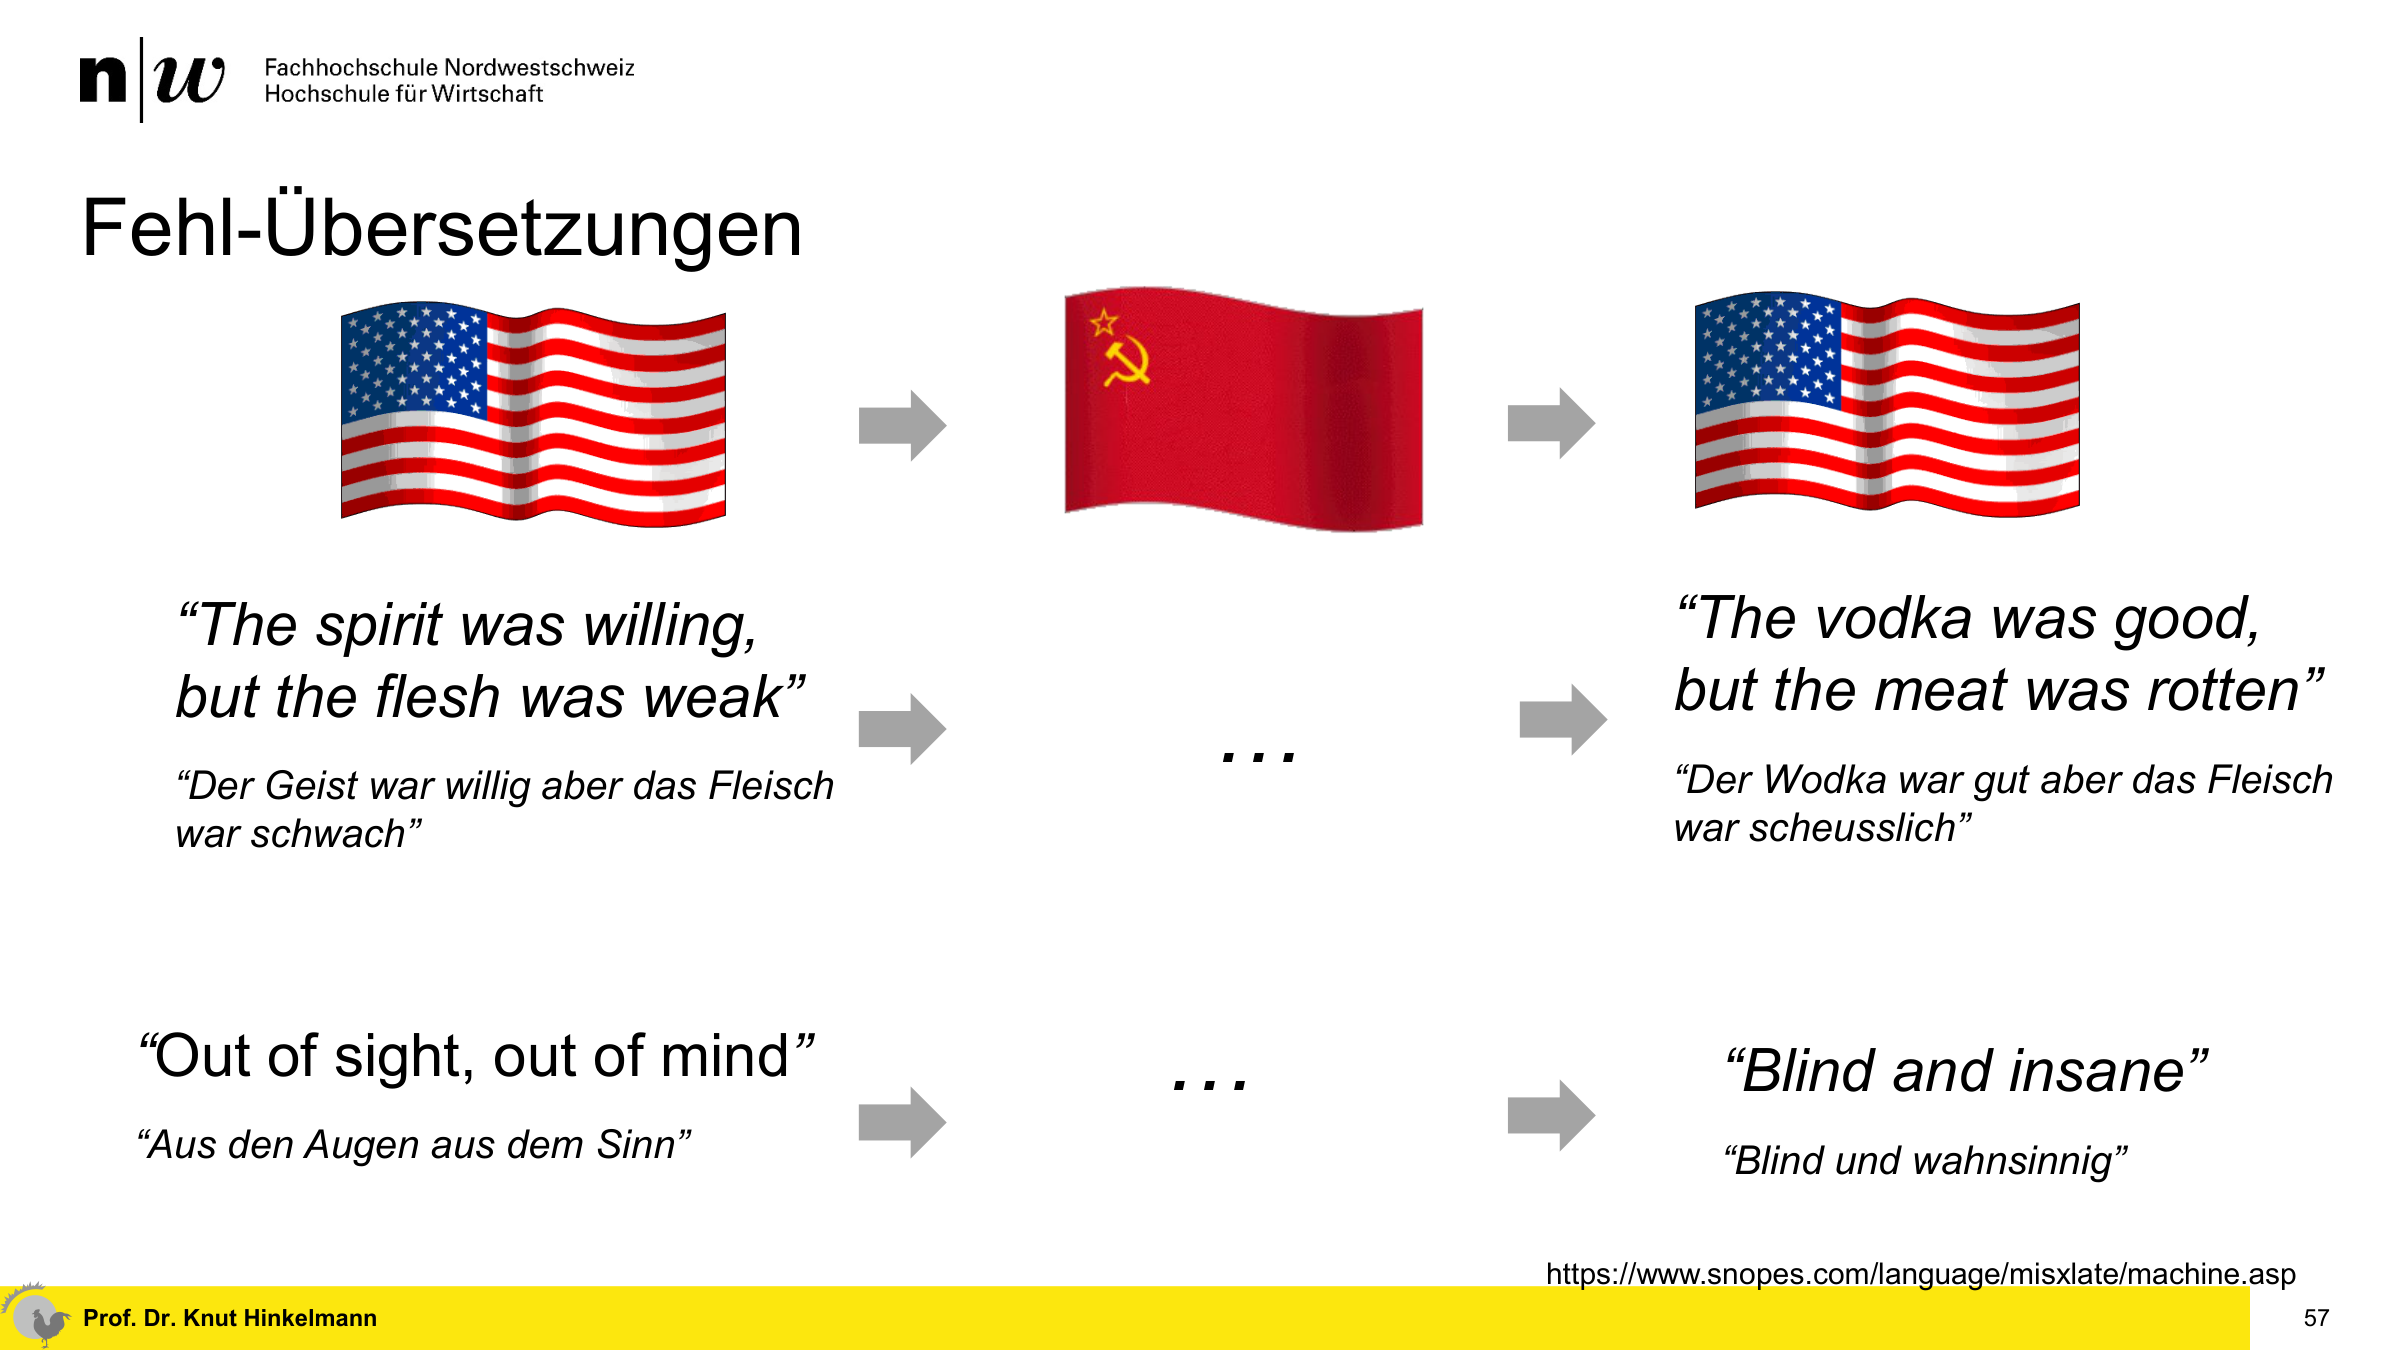 n|w
Fachhochschule Nordwestschweiz
Hochschule für Wirtschaft
Fehl-Übersetzungen
“The spirit was willing,
but the flesh was weak”
“Der Geist war willig aber das Fleisch
war schwach”
…
“The vodka was good,
but the meat was rotten”
“Der Wodka war gut aber das Fleisch
war scheusslich”
“Out of sight, out of mind”
“Aus den Augen aus dem Sinn”
…
“Blind and insane”
“Blind und wahnsinnig”
https://www.snopes.com/language/misxlate/machine.asp
Prof. Dr. Knut Hinkelmann
57